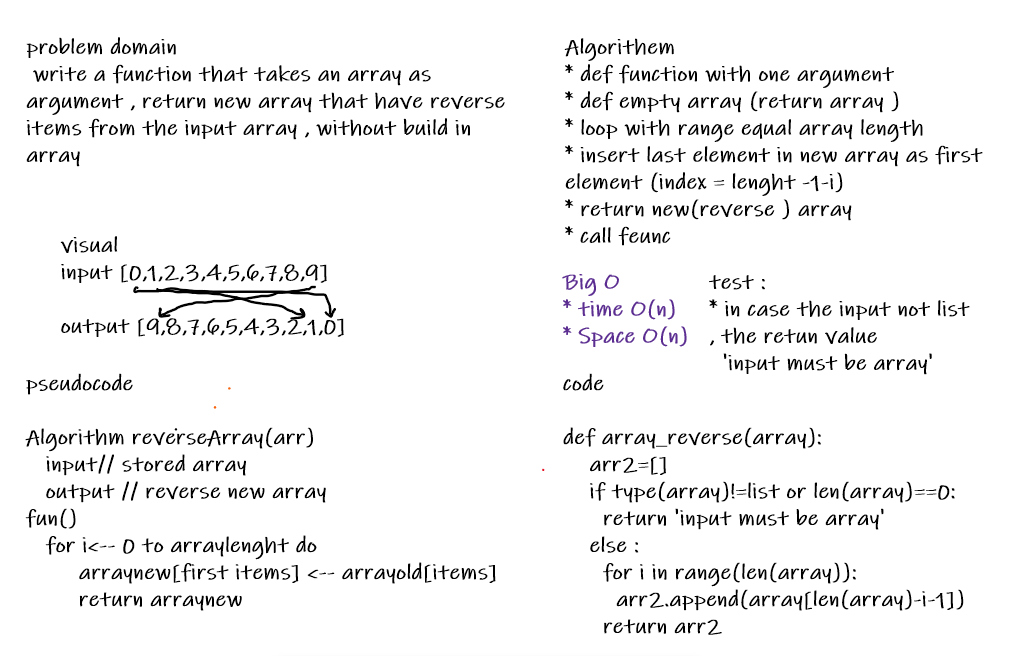 problem domain
write a function that takes an array as
argument , return new array that have reverse
items from the input array , without build in
array
visual
input [0,1,2,3,4,5,6,7,8,9]
output [9,8,7,6,5,4,3,2,1,0]
pseudocode
Algorithm reverseArray(arr)
input// stored array
output // reverse new array
fun()
for i<-- 0 to arraylenght do
arraynew[first items] <-- arrayold[items]
return arraynew
Algorithem
* def function with one argument
* def empty array (return array )
* loop with range equal array length
* insert last element in new array as first
element (index = lenght -1-i)
* return new(reverse ) array
* call feunc
Big O
* time O(n)
* Space O(n)
test :
* in case the input not list
, the retun value
'input must be array'
code
def array_reverse(array):
arr2=[]
if type(array)!=list or len(array)==0:
return 'input must be array'
else :
for i in range(len(array)):
arr2.append(array[len(array)-i-1])
return arr2